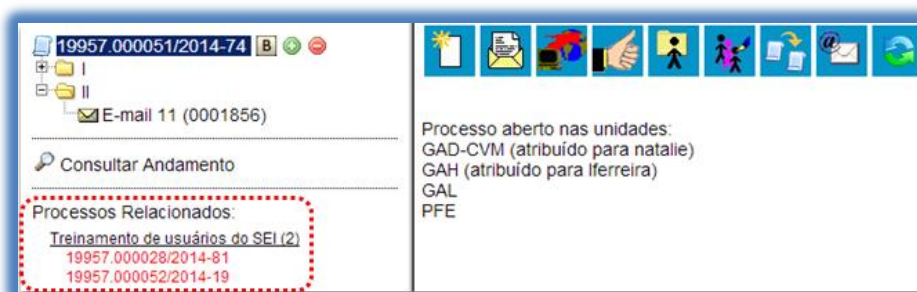 19957.000051/2014-74 B
I
II
E-mail 11 (0001856)
Consultar Andamento
Processos Relacionados:
Treinamento de usuários do SEI (2)
19957.000028/2014-81
19957.000052/2014-19
@
Processo aberto nas unidades:
GAD-CVM (atribuído para natalie)
GAH (atribuído para lferreira)
GAL
PFE